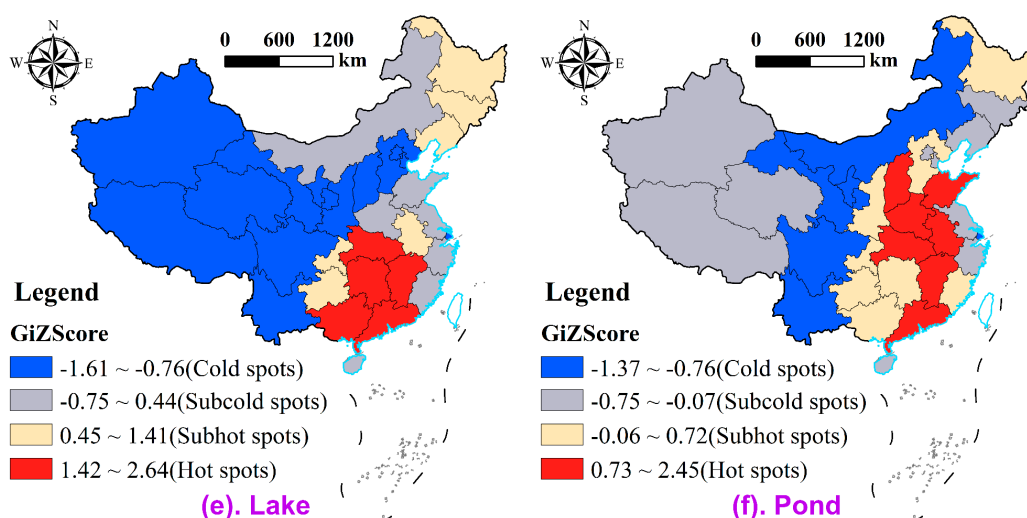 N
W E
S
0 600 1200
km
Legend
GiZScore
-1.61 ~ -0.76(Cold spots)
-0.75 ~ 0.44(Subcold spots)
0.45 ~ 1.41(Subhot spots)
1.42 ~ 2.64(Hot spots)
(e). Lake
N
W E
S
0 600 1200
km
Legend
GiZScore
-1.37 ~ -0.76(Cold spots)
-0.75 ~ -0.07(Subcold spots)
-0.06 ~ 0.72(Subhot spots)
0.73 ~ 2.45(Hot spots)
(f). Pond